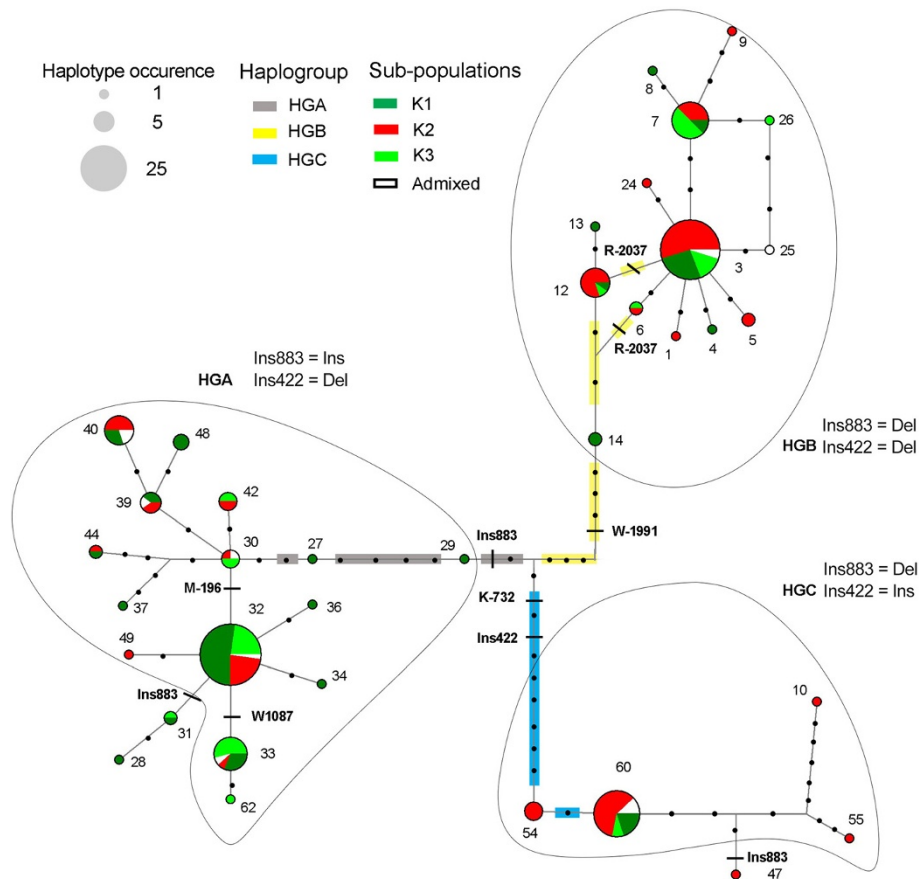 Haplotype occurence
1
5
25
Haplogroup
HGA
HGB
HGC
Sub-populations
K1
K2
K3
Admixed
9
8
7
26
24
13
R-2037
3
25
12
6
R-2037
1
4
5
14
Ins883 = Del
HGB Ins422 = Del
W-1991
Ins883 = Ins
HGA Ins422 = Del
40
48
39
42
44
30
27
29
Ins883
37
M-196
32
36
49
34
Ins883
31
W1087
28
33
62
Ins883 = Del
HGC Ins422 = Ins
K-732
Ins422
10
60
54
55
Ins883
47